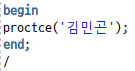 begin
proctce('김민곤');
end;
/